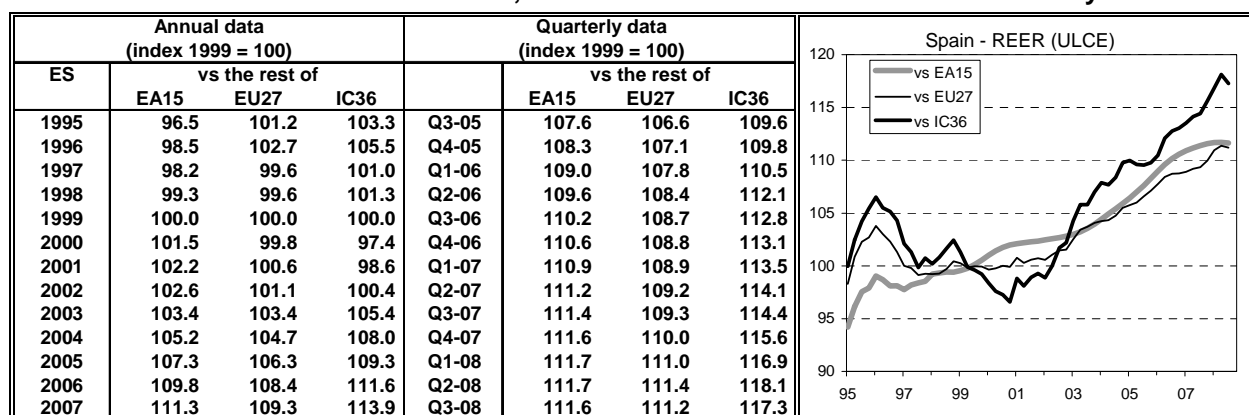 Annual data Quarterly data
(index 1999 = 100) (index 1999 = 100)
ES vs the rest of vs the rest of
EA15 EU27 IC36 EA15 EU27 IC36
1995 96.5 101.2 103.3 Q3-05 107.6 106.6 109.6
1996 98.5 102.7 105.5 Q4-05 108.3 107.1 109.8
1997 98.2 99.6 101.0 Q1-06 109.0 107.8 110.5
1998 99.3 99.6 101.3 Q2-06 109.6 108.4 112.1
1999 100.0 100.0 100.0 Q3-06 110.2 108.7 112.8
2000 101.5 99.8 97.4 Q4-06 110.6 108.8 113.1
2001 102.2 100.6 98.6 Q1-07 110.9 108.9 113.5
2002 102.6 101.1 100.4 Q2-07 111.2 109.2 114.1
2003 103.4 103.4 105.4 Q3-07 111.4 109.3 114.4
2004 105.2 104.7 108.0 Q4-07 111.6 110.0 115.6
2005 107.3 106.3 109.3 Q1-08 111.7 111.0 116.9
2006 109.8 108.4 111.6 Q2-08 111.7 111.4 118.1
2007 111.3 109.3 113.9 Q3-08 111.6 111.2 117.3
Spain - REER (ULCE)
vs EA15
vs EU27
vs IC36
120
115
110
105
100
95
90
95 97 99 01 03 05 07